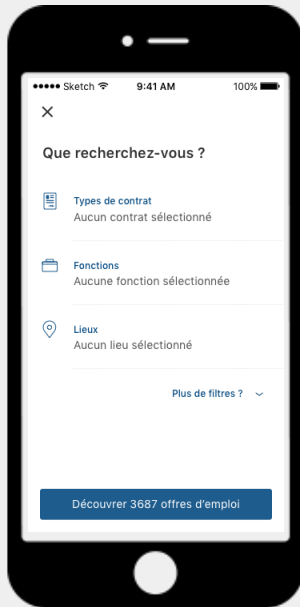 Sketch 9:41 AM 100%
Que recherchez-vous ?
Types de contrat
Aucun contrat sélectionné
Fonctions
Aucune fonction sélectionnée
Lieux
Aucun lieu sélectionné
Plus de filtres ?
Découvrer 3687 offres d'emploi